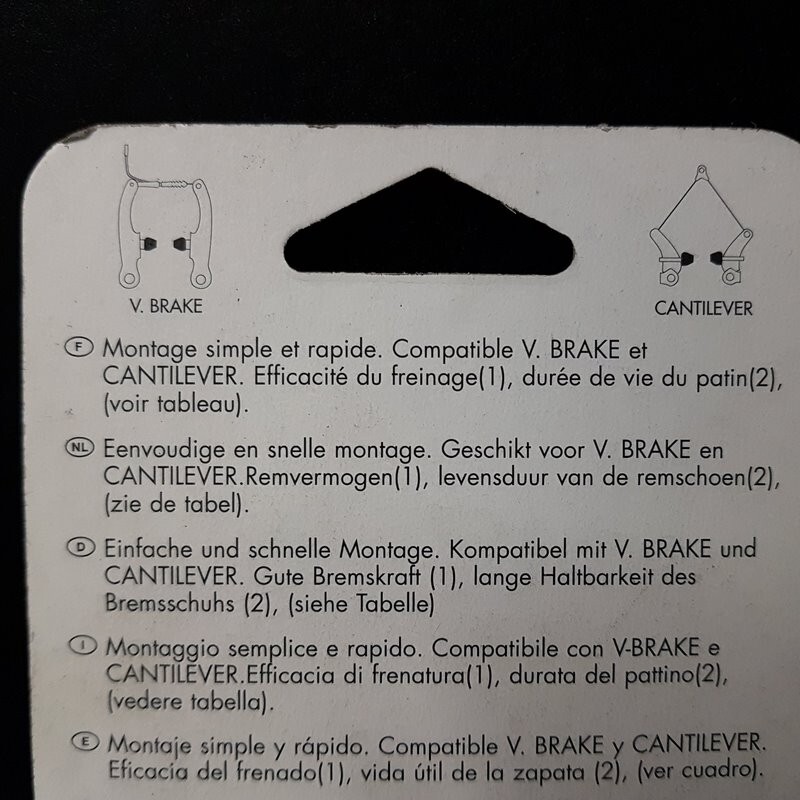 V. BRAKE
CANTILEVER
F Montage simple et rapide. Compatible V. BRAKE et
CANTILEVER. Efficacité du freinage(1), durée de vie du patin(2),
(voir tableau).
NL Eenvoudige en snelle montage. Geschikt voor V. BRAKE en
CANTILEVER.Remvermogen(1), levensduur van de remschoen(2),
(zie de tabel).
D Einfache und schnelle Montage. Kompatibel mit V. BRAKE und
CANTILEVER. Gute Bremskraft (1), lange Haltbarkeit des
Bremsschuhs (2), (siehe Tabelle)
I Montaggio semplice e rapido. Compatibile con V-BRAKE e
CANTILEVER.Efficacia di frenatura(1), durata del pattino(2),
(vedere tabella).
E Montaje simple y rápido. Compatible V. BRAKE y CANTILEVER.
Eficacía del frenado(1), vida útil de la zapata (2), (ver cuadro).